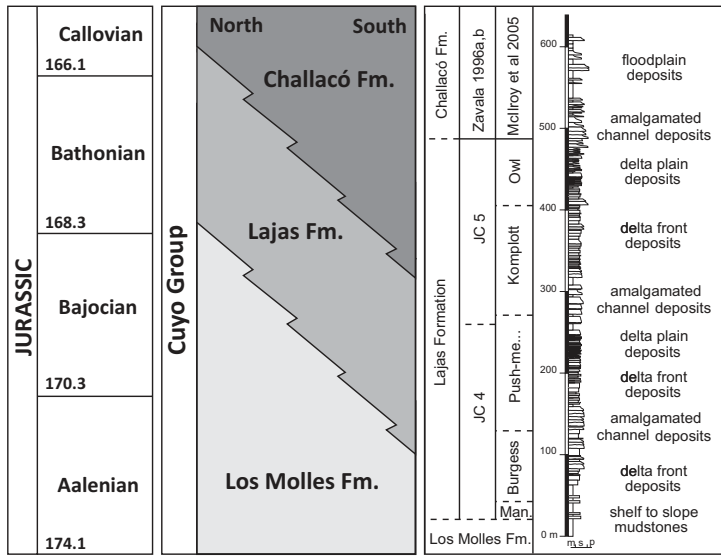 JURASSIC
Callovian
166.1
Bathonian
168.3
Bajocian
170.3
Aalenian
174.1
Cuyo Group
North South
Challacó Fm.
Lajas Fm.
Los Molles Fm.
Challacó Fm.
Lajas Formation
Los Molles Fm.
Zavala 1996a,b
JC 5
JC 4
McIlroy et al 2005
Owl
Komplott
Push-me...
Burgess
Man.
600
500
400
300
200
100
0 m
m s p
floodplain
deposits
amalgamated
channel deposits
delta plain
deposits
delta front
deposits
amalgamated
channel deposits
delta plain
deposits
delta front
deposits
amalgamated
channel deposits
delta front
deposits
shelf to slope
mudstones